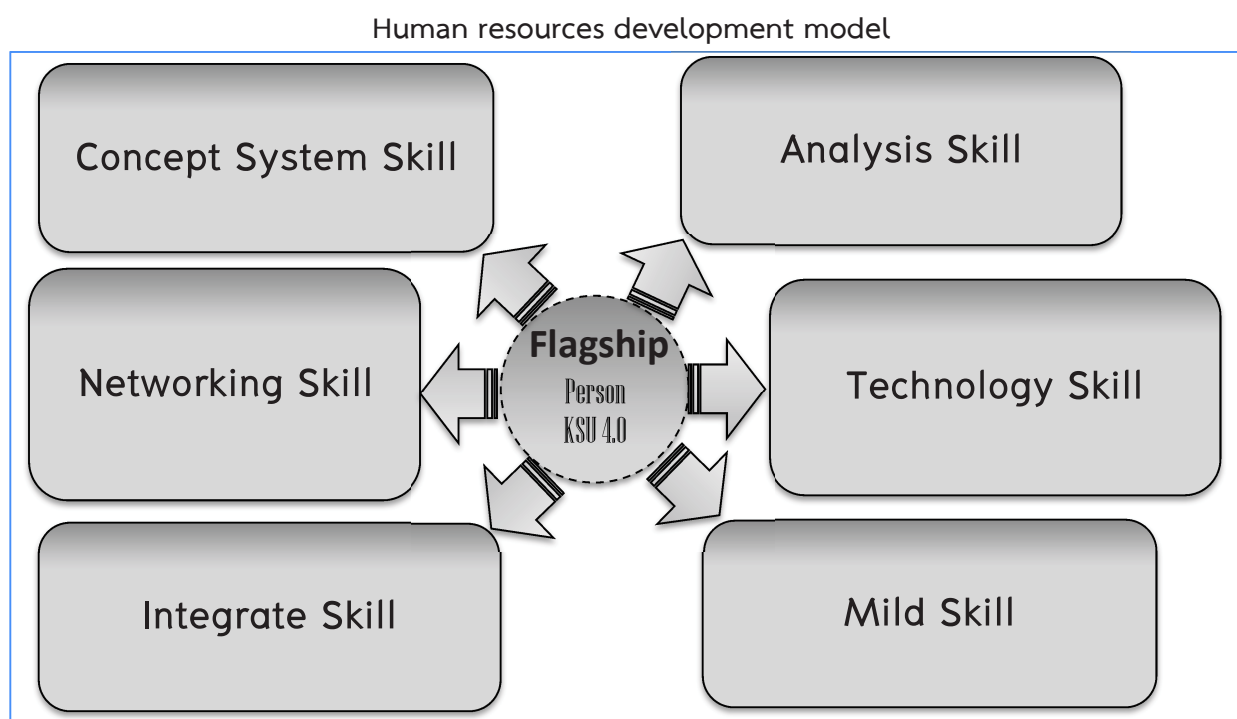 Human resources development model
Concept System Skill
Analysis Skill
Flagship
Person
KSU 4.0
Networking Skill
Technology Skill
Integrate Skill
Mild Skill